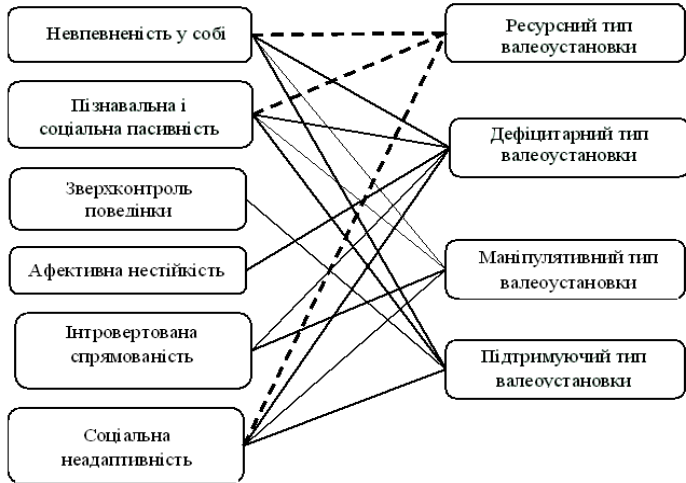 Невпевненість у собі
Пізнавальна і
соціальна пасивність
Зверхконтроль
поведінки
Афективна нестійкість
Інтровертована
спрямованість
Соціальна
неадаптивність
Ресурсний тип
валеоустановки
Дефіцитарний тип
валеоустановки
Маніпулятивний тип
валеоустановки
Підтримуючий тип
валеоустановки